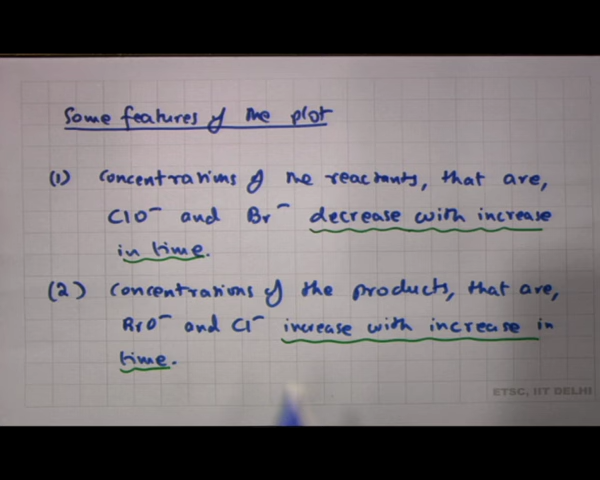 Some features of the plot
(1) Concentrations of the reactants, that are,
ClO⁻ and Br⁻ decrease with increase
in time.
(2) Concentrations of the products, that are,
BrO⁻ and Cl⁻ increase with increase in
time.
ETSC, IIT DELHI